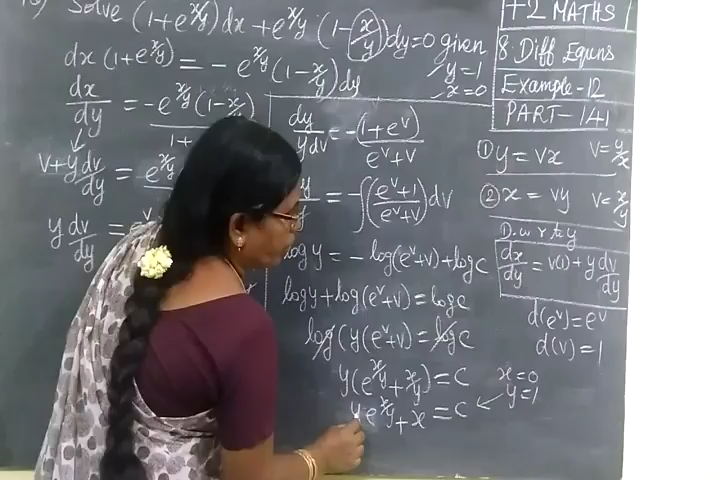 Solve (1+e^{x/y})dx + e^{x/y} (1-x/y)dy=0 given y=1 x=0
dx (1+e^{x/y}) = - e^{x/y}(1-x/y)dy
dx/dy = -e^{x/y}(1-x/y)
1+
v+y dv/dy = -e^{x/y}
y dv/dy =
dy/(y dv) = -(1+e^v)/(e^v+v)
= -∫((e^v+1)/(e^v+v))dv
log y = - log(e^v+v)+log c
log y+log(e^v+v) = log c
log(y(e^v+v) = log c
y(e^{x/y}+x/y) = c
y e^{x/y}+x = c
x=0
y=1
+2 MATHS
8. Diff Equns
Example-12
PART-141
① y = vx v=y/x
② x = vy v=x/y
D.w r to y
dx/dy = v(1)+y dv/dy
d(e^v)=e^v
d(v)=1